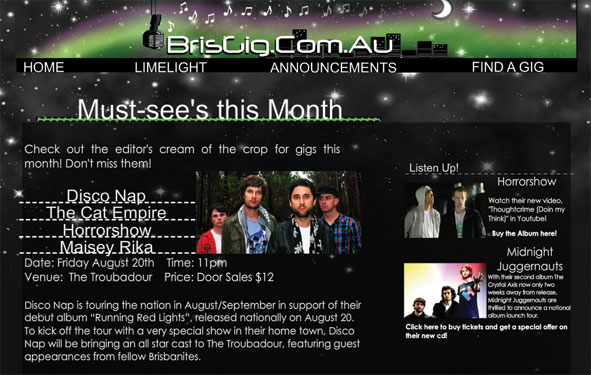 BrisGig.Com.Au
HOME LIMELIGHT ANNOUNCEMENTS FIND A GIG
Must-see's this Month
Check out the editor's cream of the crop for gigs this
month! Don't miss them!
Disco Nap
The Cat Empire
Horrorshow
Maisey Rika
Date: Friday August 20th Time: 11pm
Venue: The Troubadour Price: Door Sales $12
Disco Nap is touring the nation in August/September in support of their
debut album “Running Red Lights”, released nationally on August 20.
To kick off the tour with a very special show in their home town, Disco
Nap will be bringing an all star cast to The Troubadour, featuring guest
appearances from fellow Brisbanites.
Listen Up!
Horrorshow
Watch their new video,
"Thoughtcrime (Doin my
Think)" in Youtube!
Buy the Album here!
Midnight
Juggernauts
With their second album The
Crystal Axis now only two
weeks away from release,
Midnight Juggernauts are
thrilled to announce a national
album launch tour.
Click here to buy tickets and get a special offer on
their new cd!